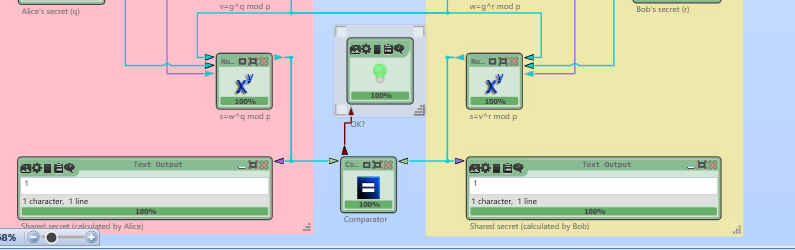 Alice's secret (q)
v=g^q mod p
w=g^r mod p
Bob's secret (r)
Nu...
Nu...
x^y
100%
100%
x^y
100%
s=w^q mod p
s=v^r mod p
OK?
Text Output
Co...
Text Output
1
=
1
1 character, 1 line
1 character, 1 line
100%
100%
100%
Shared secret (calculated by Alice)
Comparator
Shared secret (calculated by Bob)
58%